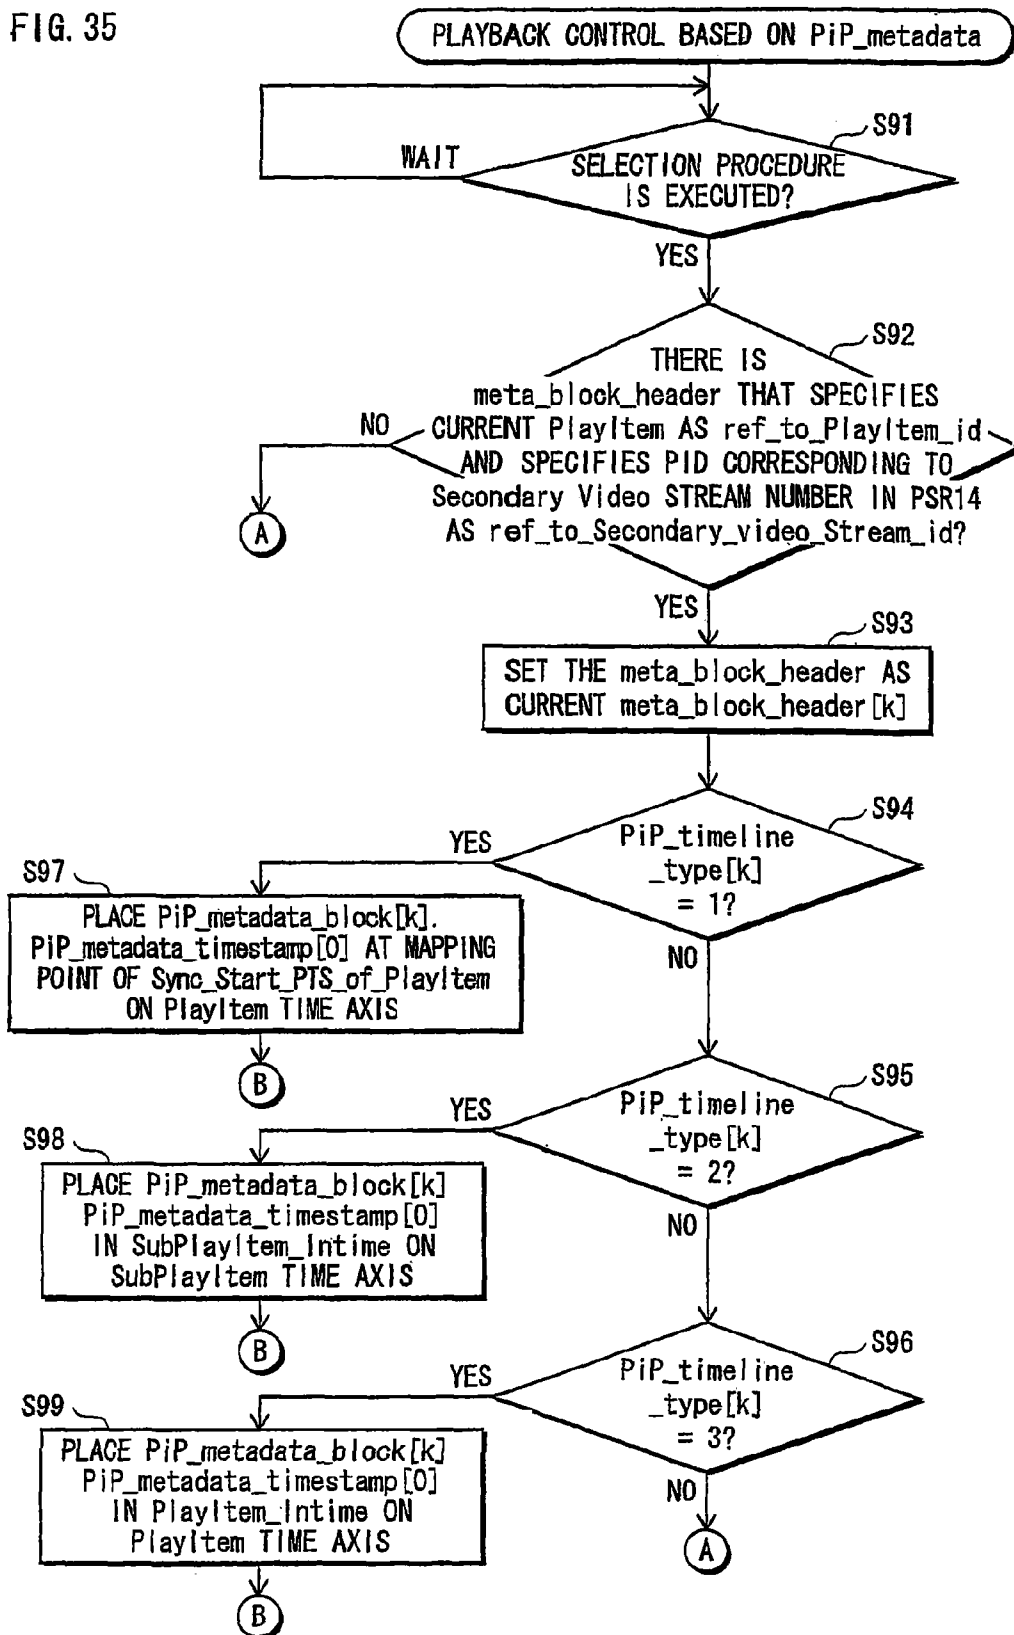 FIG. 35
PLAYBACK CONTROL BASED ON PiP_metadata
S91
WAIT
SELECTION PROCEDURE
IS EXECUTED?
YES
S92
THERE IS
meta_block_header THAT SPECIFIES
NO
CURRENT PlayItem AS ref_to_PlayItem_id
AND SPECIFIES PID CORRESPONDING TO
Secondary Video STREAM NUMBER IN PSR14
AS ref_to_Secondary_video_Stream_id?
A
YES
S93
SET THE meta_block_header AS
CURRENT meta_block_header[k]
S94
YES
PiP_timeline
_type[k]
= 1?
S97
PLACE PiP_metadata_block[k].
PiP_metadata_timestamp[0] AT MAPPING
POINT OF Sync_Start_PTS_of_PlayItem
ON PlayItem TIME AXIS
NO
B
S95
YES
PiP_timeline
_type[k]
= 2?
S98
PLACE PiP_metadata_block[k]
PiP_metadata_timestamp[0]
IN SubPlayItem_Intime ON
SubPlayItem TIME AXIS
NO
B
S96
YES
PiP_timeline
_type[k]
= 3?
S99
PLACE PiP_metadata_block[k]
PiP_metadata_timestamp[0]
IN PlayItem_Intime ON
PlayItem TIME AXIS
NO
A
B